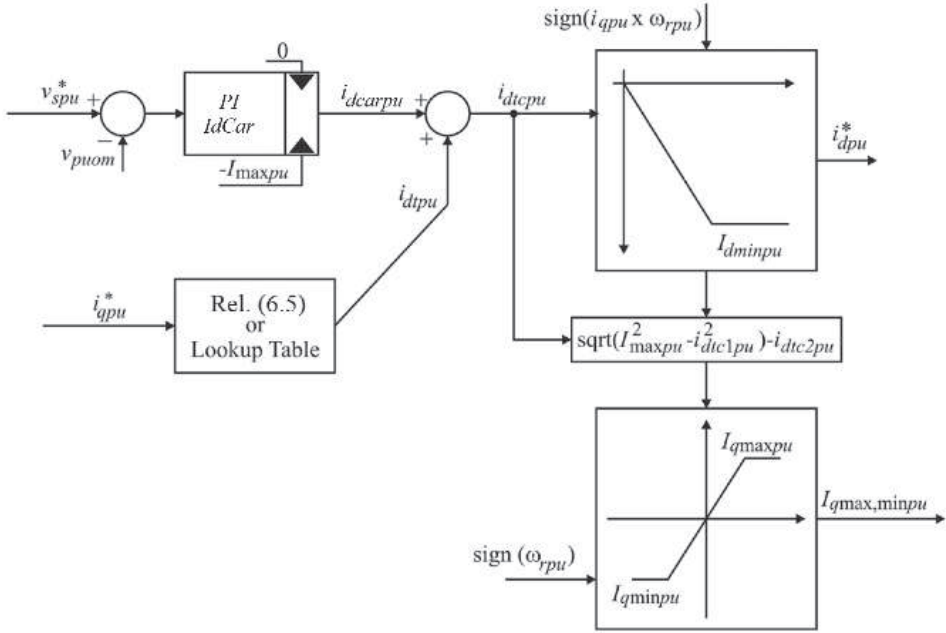 sign(i_qpu x ω_rpu)
0
v*_spu +
PI
IdCar
i_dcarpu +
+
i_dtcpu
i*_dpu
−
v_puom
-I_maxpu
i_dtpu
I_dminpu
i*_qpu
Rel. (6.5)
or
Lookup Table
sqrt(I²_maxpu -i²_dtc1pu)-i_dtc2pu
I_qmaxpu
I_qmax,minpu
sign (ω_rpu)
I_qminpu